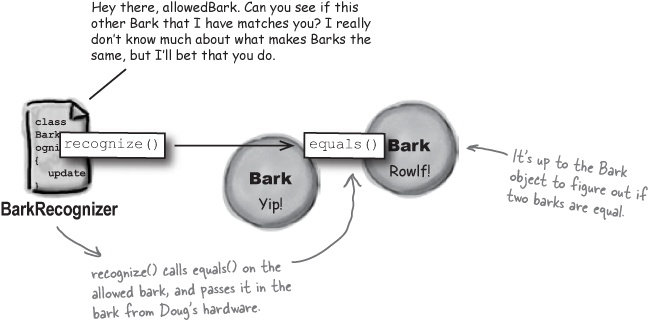 Hey there, allowedBark. Can you see if this
other Bark that I have matches you? I really
don't know much about what makes Barks the
same, but I'll bet that you do.
class
Bark
ogni
{
update
}
recognize()
BarkRecognizer
Bark
Yip!
equals()
Bark
Rowlf!
It's up to the Bark
object to figure out if
two barks are equal.
recognize() calls equals() on the
allowed bark, and passes it in the
bark from Doug's hardware.